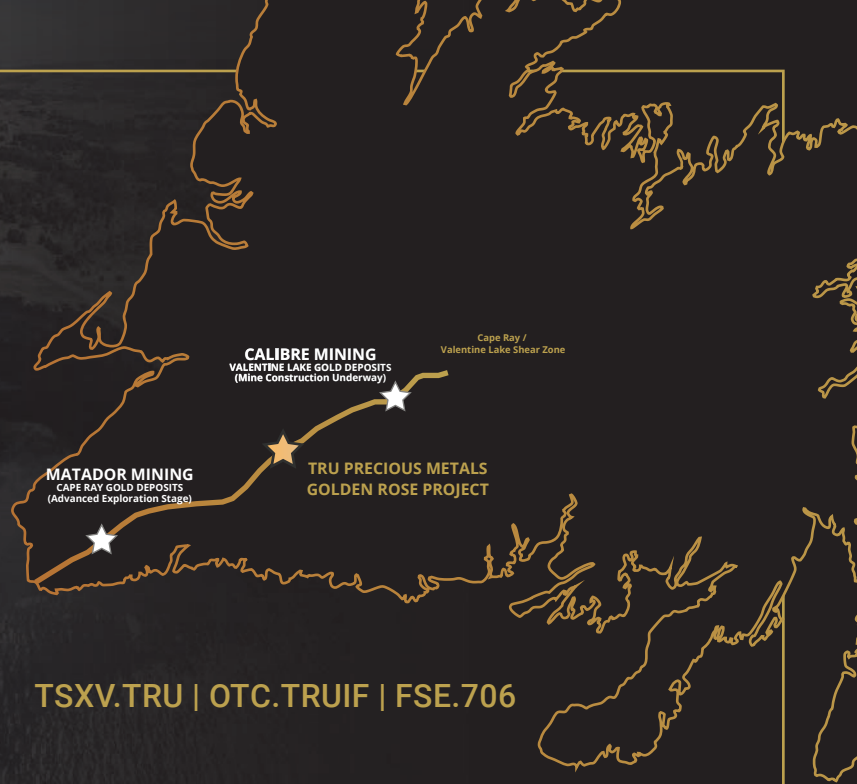 Cape Ray /
Valentine Lake Shear Zone
CALIBRE MINING
VALENTINE LAKE GOLD DEPOSITS
(Mine Construction Underway)
TRU PRECIOUS METALS
GOLDEN ROSE PROJECT
MATADOR MINING
CAPE RAY GOLD DEPOSITS
(Advanced Exploration Stage)
TSXV.TRU | OTC.TRUIF | FSE.706